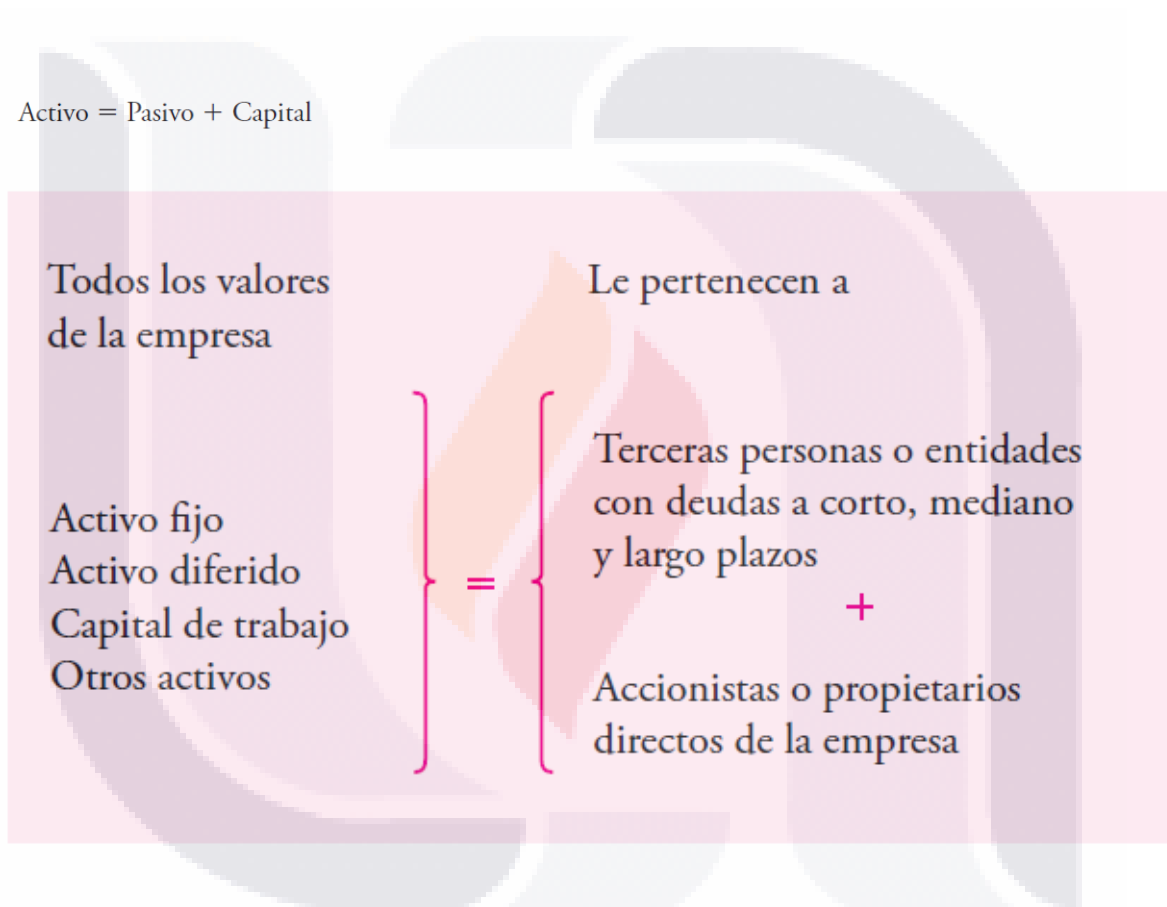 Activo = Pasivo + Capital
Todos los valores
de la empresa
Le pertenecen a
Activo fijo
Activo diferido
Capital de trabajo
Otros activos
=
Terceras personas o entidades
con deudas a corto, mediano
y largo plazos
+
Accionistas o propietarios
directos de la empresa